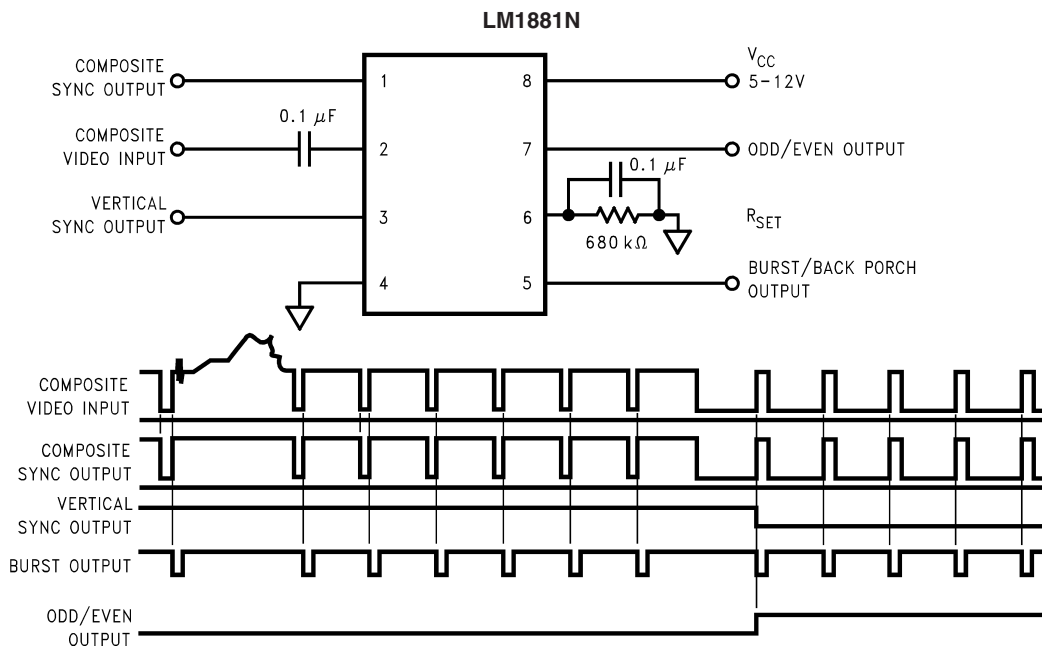 LM1881N
COMPOSITE
SYNC OUTPUT
1
8
V_CC
5–12V
COMPOSITE
VIDEO INPUT
0.1 μF
2
7
ODD/EVEN OUTPUT
VERTICAL
SYNC OUTPUT
3
6
0.1 μF
680 kΩ
R_SET
4
5
BURST/BACK PORCH
OUTPUT
COMPOSITE
VIDEO INPUT
COMPOSITE
SYNC OUTPUT
VERTICAL
SYNC OUTPUT
BURST OUTPUT
ODD/EVEN
OUTPUT